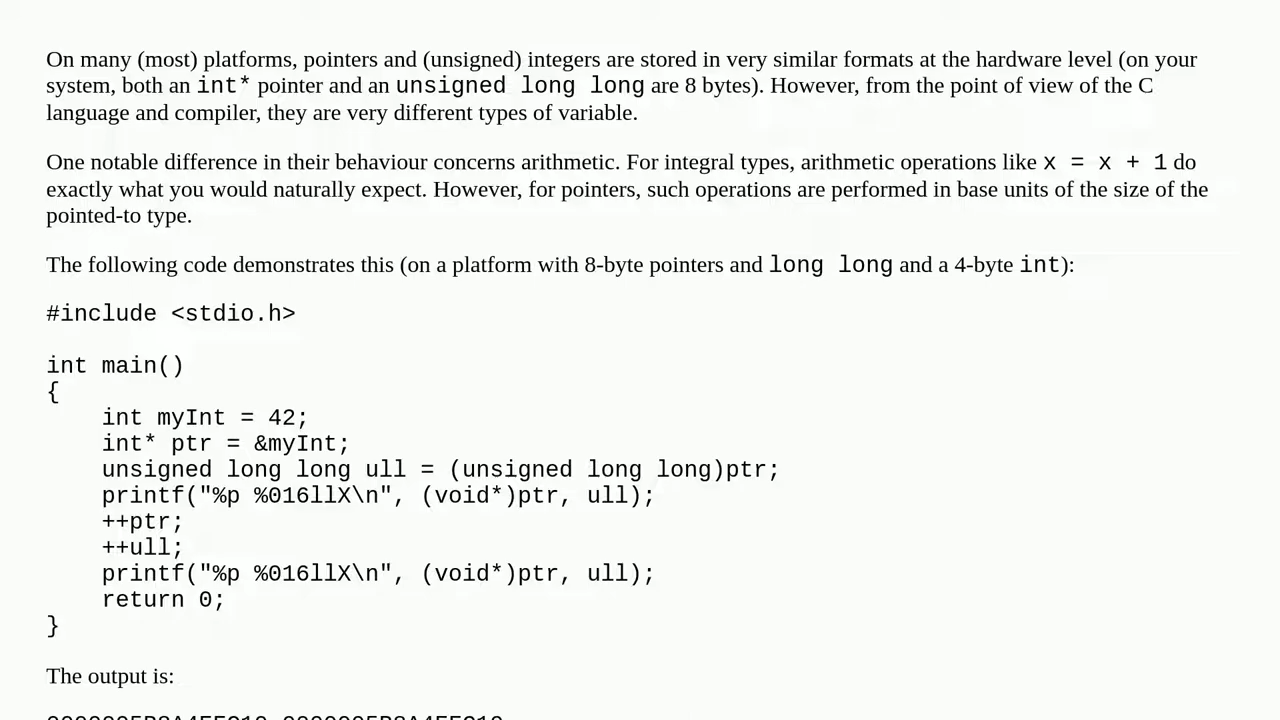 On many (most) platforms, pointers and (unsigned) integers are stored in very similar formats at the hardware level (on your
system, both an int* pointer and an unsigned long long are 8 bytes). However, from the point of view of the C
language and compiler, they are very different types of variable.
One notable difference in their behaviour concerns arithmetic. For integral types, arithmetic operations like x = x + 1 do
exactly what you would naturally expect. However, for pointers, such operations are performed in base units of the size of the
pointed-to type.
The following code demonstrates this (on a platform with 8-byte pointers and long long and a 4-byte int):
#include <stdio.h>
int main()
{
    int myInt = 42;
    int* ptr = &myInt;
    unsigned long long ull = (unsigned long long)ptr;
    printf("%p %016llX\n", (void*)ptr, ull);
    ++ptr;
    ++ull;
    printf("%p %016llX\n", (void*)ptr, ull);
    return 0;
}
The output is: